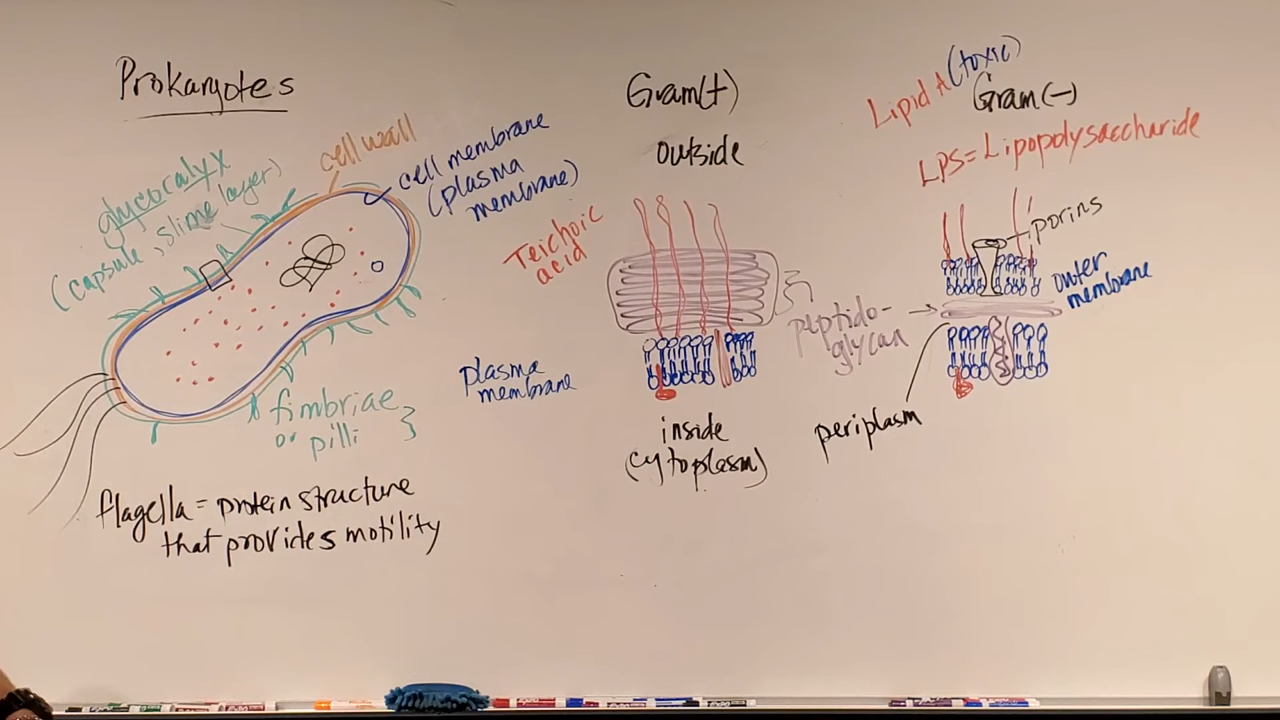 Prokaryotes
glycocalyx
(capsule, slime layer)
cell wall
cell membrane
(plasma
membrane)
fimbriae
or pilli
flagella = protein structure
that provides motility
Gram(+)
outside
Teichoic
acid
peptido-
glycan
plasma
membrane
inside
(cytoplasm)
Lipid A (toxic)
Gram(-)
LPS = Lipopolysaccharide
porins
outer
membrane
periplasm